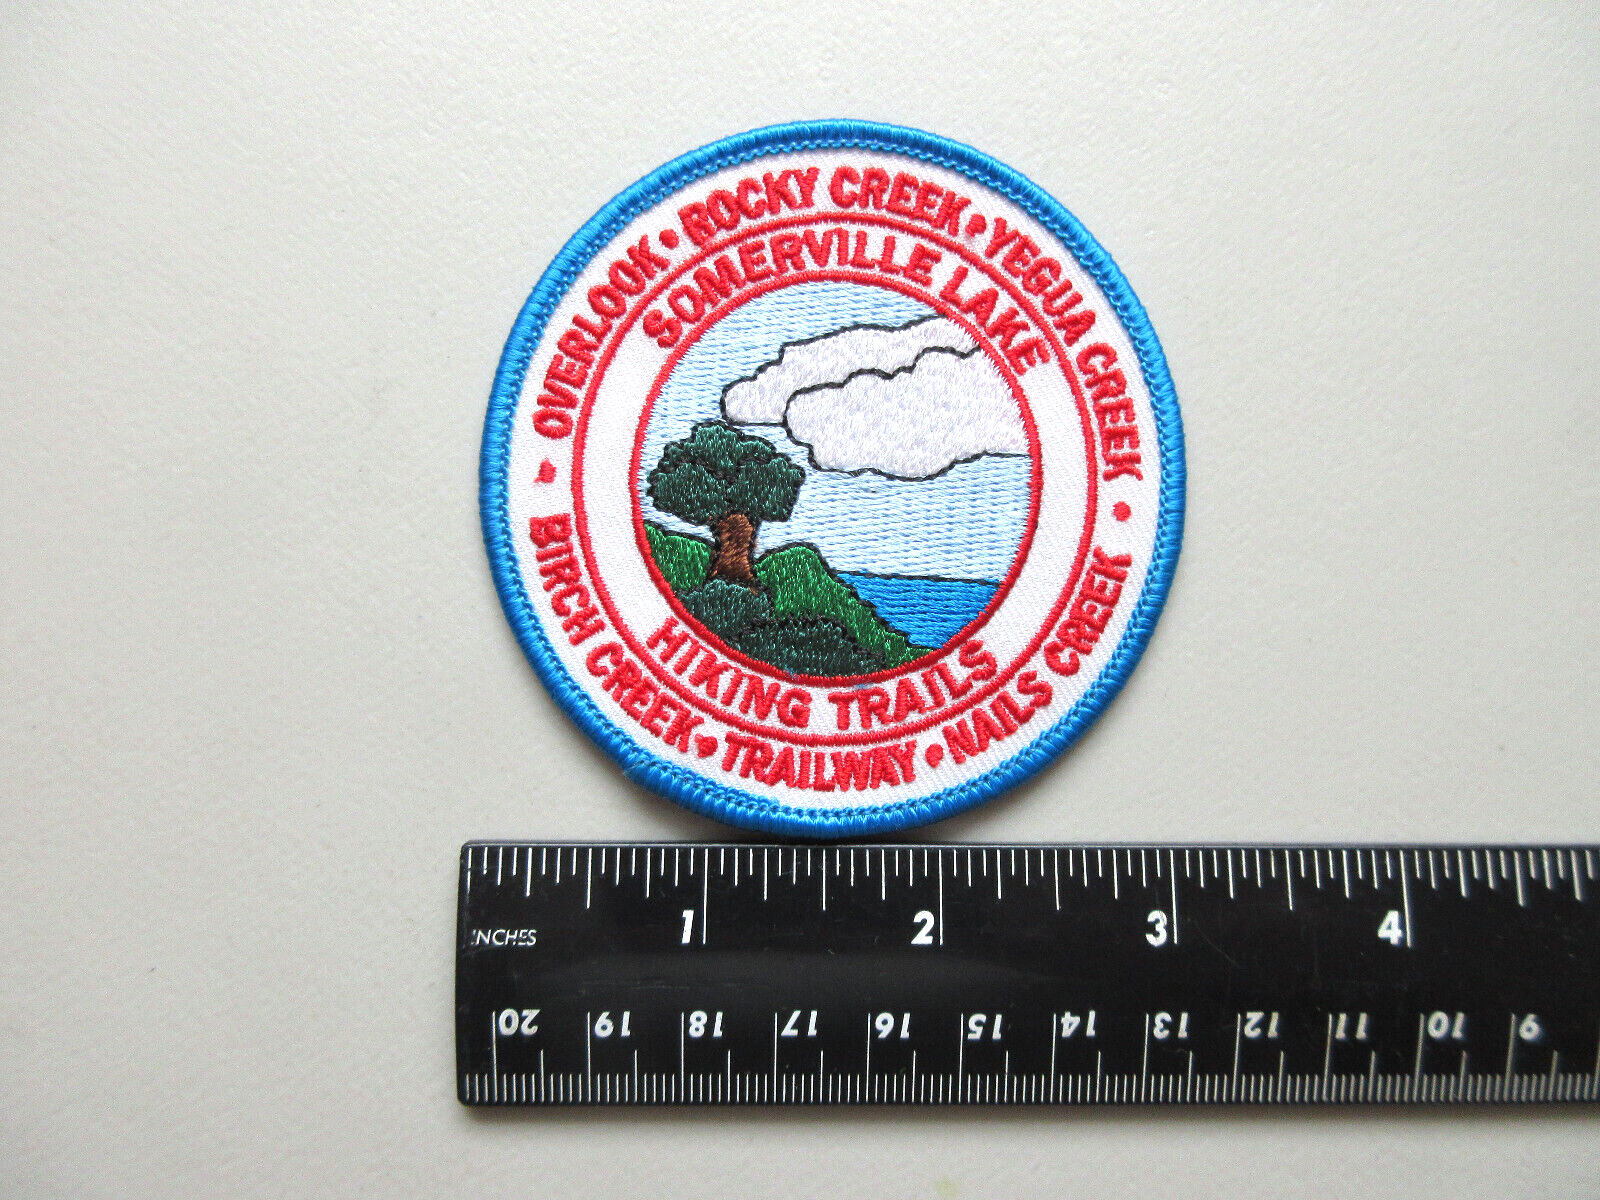 OVERLOOK • ROCKY CREEK • YEGUA CREEK •
BIRCH CREEK • TRAILWAY • NAILS CREEK
SOMERVILLE LAKE
HIKING TRAILS
INCHES
1 2 3 4
20 19 18 17 16 15 14 13 12 11 10 9